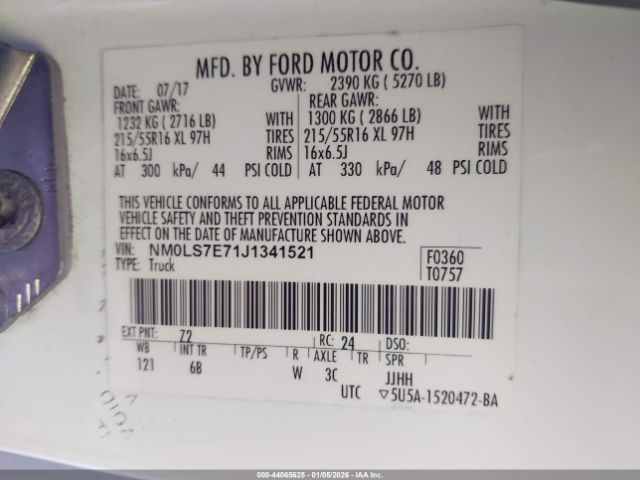 MFD. BY FORD MOTOR CO.
DATE: 07/17 GVWR: 2390 KG ( 5270 LB)
FRONT GAWR: REAR GAWR:
1232 KG ( 2716 LB) WITH 1300 KG ( 2866 LB) WITH
215/55R16 XL 97H TIRES 215/55R16 XL 97H TIRES
16x6.5J RIMS 16x6.5J RIMS
AT 300 kPa/ 44 PSI COLD AT 330 kPa/ 48 PSI COLD
THIS VEHICLE CONFORMS TO ALL APPLICABLE FEDERAL MOTOR
VEHICLE SAFETY AND THEFT PREVENTION STANDARDS IN
EFFECT ON THE DATE OF MANUFACTURE SHOWN ABOVE.
VIN: NM0LS7E71J1341521 F0360
TYPE: Truck T0757
EXT PNT: Z2 RC: 24 DSO:
WB INT TR TP/PS R AXLE TR SPR
121 6B W 3C JJHH
UTC ▽5U5A-1520472-BA
000-44065625 - 01/05/2026 - COPART/IAA